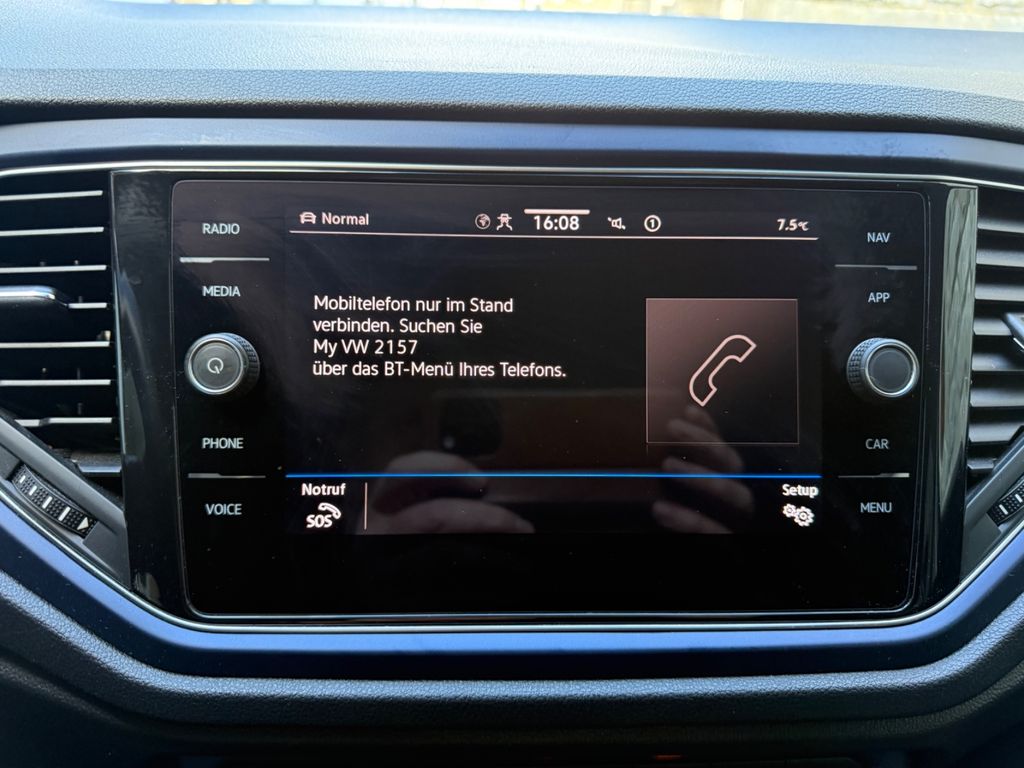 RADIO
Normal
16:08
1
7.5°C
NAV
MEDIA
APP
Mobiltelefon nur im Stand
verbinden. Suchen Sie
My VW 2157
über das BT-Menü Ihres Telefons.
PHONE
CAR
Notruf
SOS
Setup
VOICE
MENU